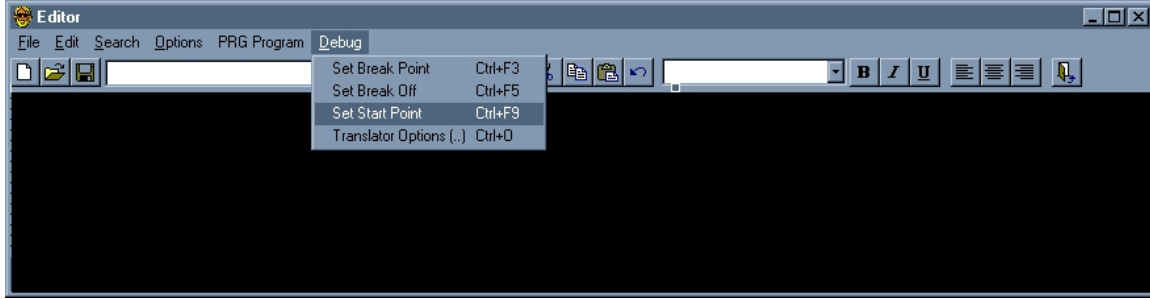 Editor
File Edit Search Options PRG Program Debug
B I U
Set Break Point Ctrl+F3
Set Break Off Ctrl+F5
Set Start Point Ctrl+F9
Translator Options (..) Ctrl+O